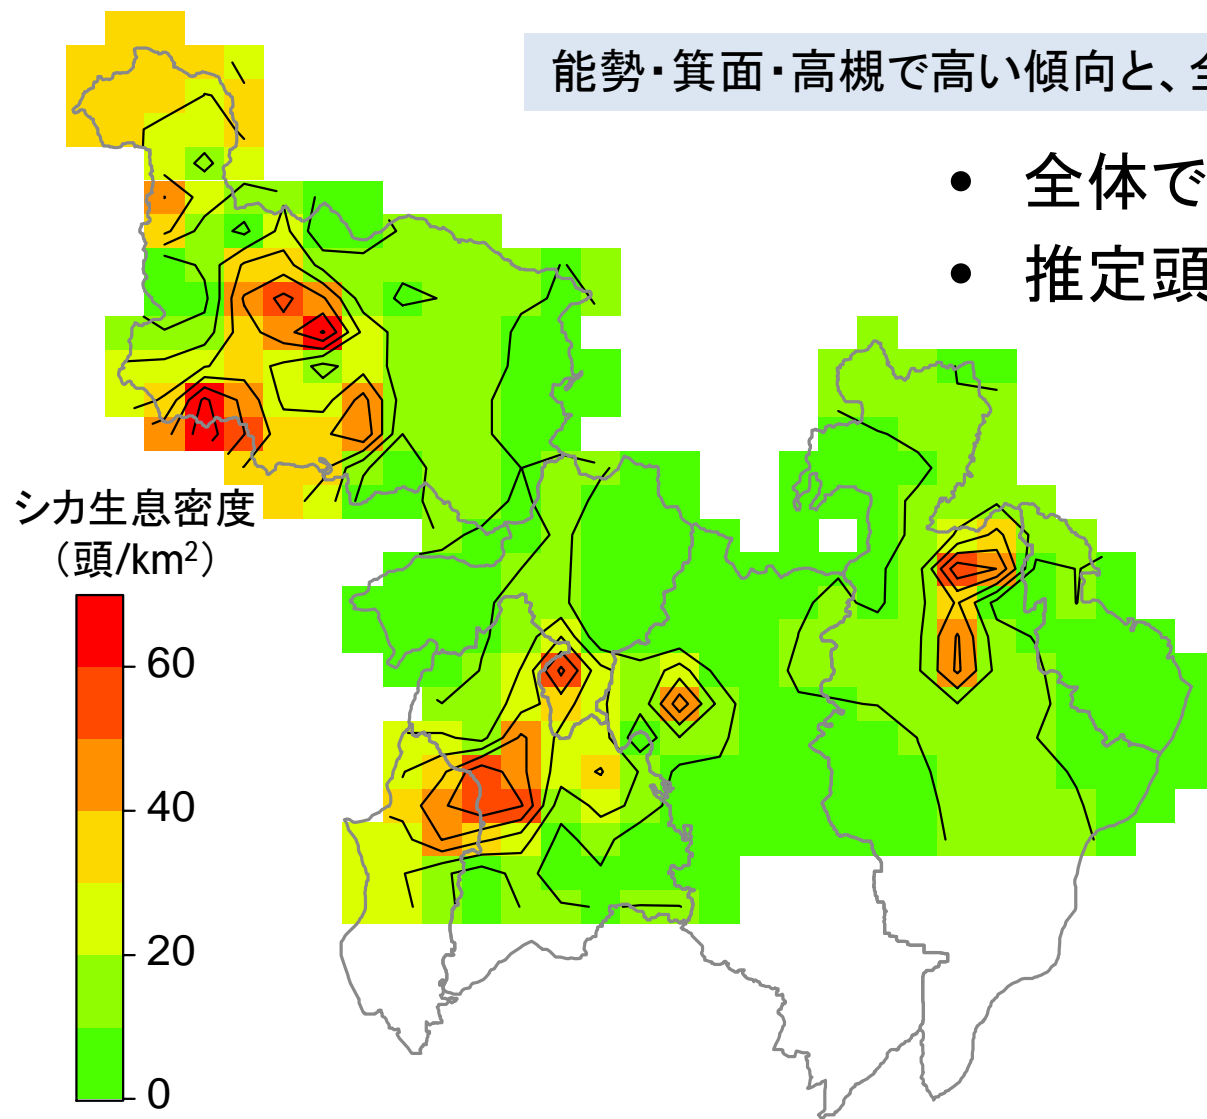 能勢・箕面・高槻で高い傾向と、全
• 全体で
• 推定頭
シカ生息密度
（頭/km²）
60
40
20
0